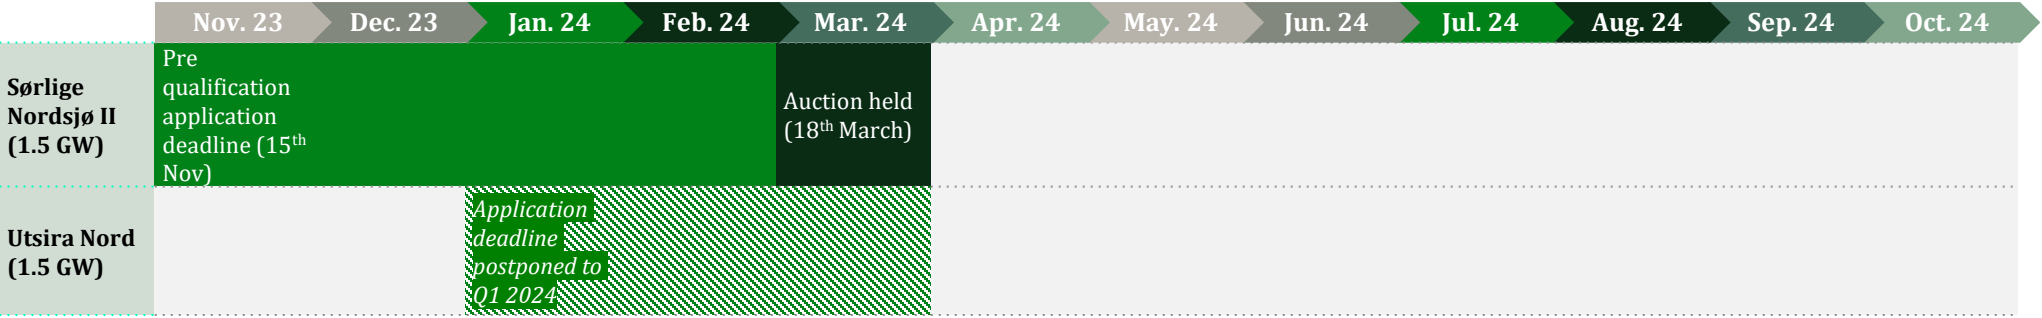 Nov. 23 Dec. 23 Jan. 24 Feb. 24 Mar. 24 Apr. 24 May. 24 Jun. 24 Jul. 24 Aug. 24 Sep. 24 Oct. 24
Sørlige
Nordsjø II
(1.5 GW)
Pre
qualification
application
deadline (15th
Nov)
Auction held
(18th March)
Utsira Nord
(1.5 GW)
Application
deadline
postponed to
Q1 2024